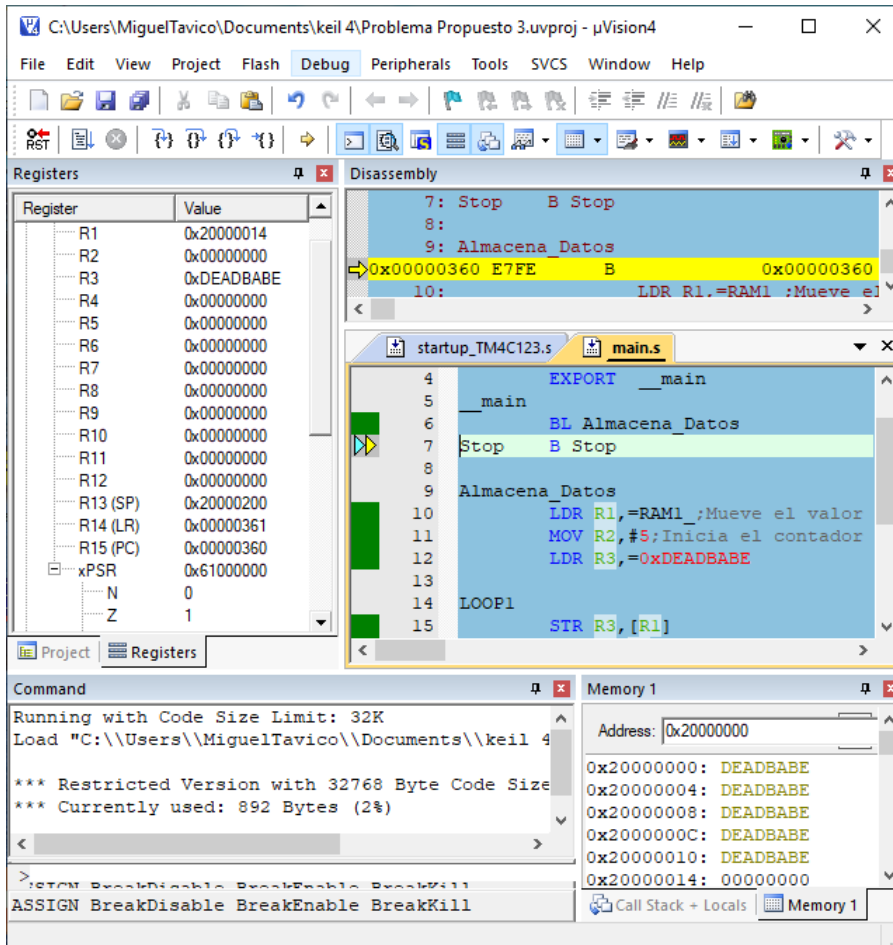 C:\Users\MiguelTavico\Documents\keil 4\Problema Propuesto 3.uvproj - µVision4
File Edit View Project Flash Debug Peripherals Tools SVCS Window Help
RST
Registers
Register Value
R1 0x20000014
R2 0x00000000
R3 0xDEADBABE
R4 0x00000000
R5 0x00000000
R6 0x00000000
R7 0x00000000
R8 0x00000000
R9 0x00000000
R10 0x00000000
R11 0x00000000
R12 0x00000000
R13 (SP) 0x20000200
R14 (LR) 0x00000361
R15 (PC) 0x00000360
xPSR 0x61000000
N 0
Z 1
Project Registers
Disassembly
7: Stop B Stop
8:
9: Almacena_Datos
0x00000360 E7FE B 0x00000360
10: LDR R1,=RAM1 ;Mueve el
startup_TM4C123.s main.s
4 EXPORT __main
5 __main
6 BL Almacena_Datos
7 Stop B Stop
8
9 Almacena_Datos
10 LDR R1,=RAM1_;Mueve el valor
11 MOV R2,#5;Inicia el contador
12 LDR R3,=0xDEADBABE
13
14 LOOP1
15 STR R3,[R1]
Command
Running with Code Size Limit: 32K
Load "C:\\Users\\MiguelTavico\\Documents\\keil 4
*** Restricted Version with 32768 Byte Code Size
*** Currently used: 892 Bytes (2%)
>
ASSIGN BreakDisable BreakEnable BreakKill
ASSIGN BreakDisable BreakEnable BreakKill
Memory 1
Address: 0x20000000
0x20000000: DEADBABE
0x20000004: DEADBABE
0x20000008: DEADBABE
0x2000000C: DEADBABE
0x20000010: DEADBABE
0x20000014: 00000000
Call Stack + Locals Memory 1